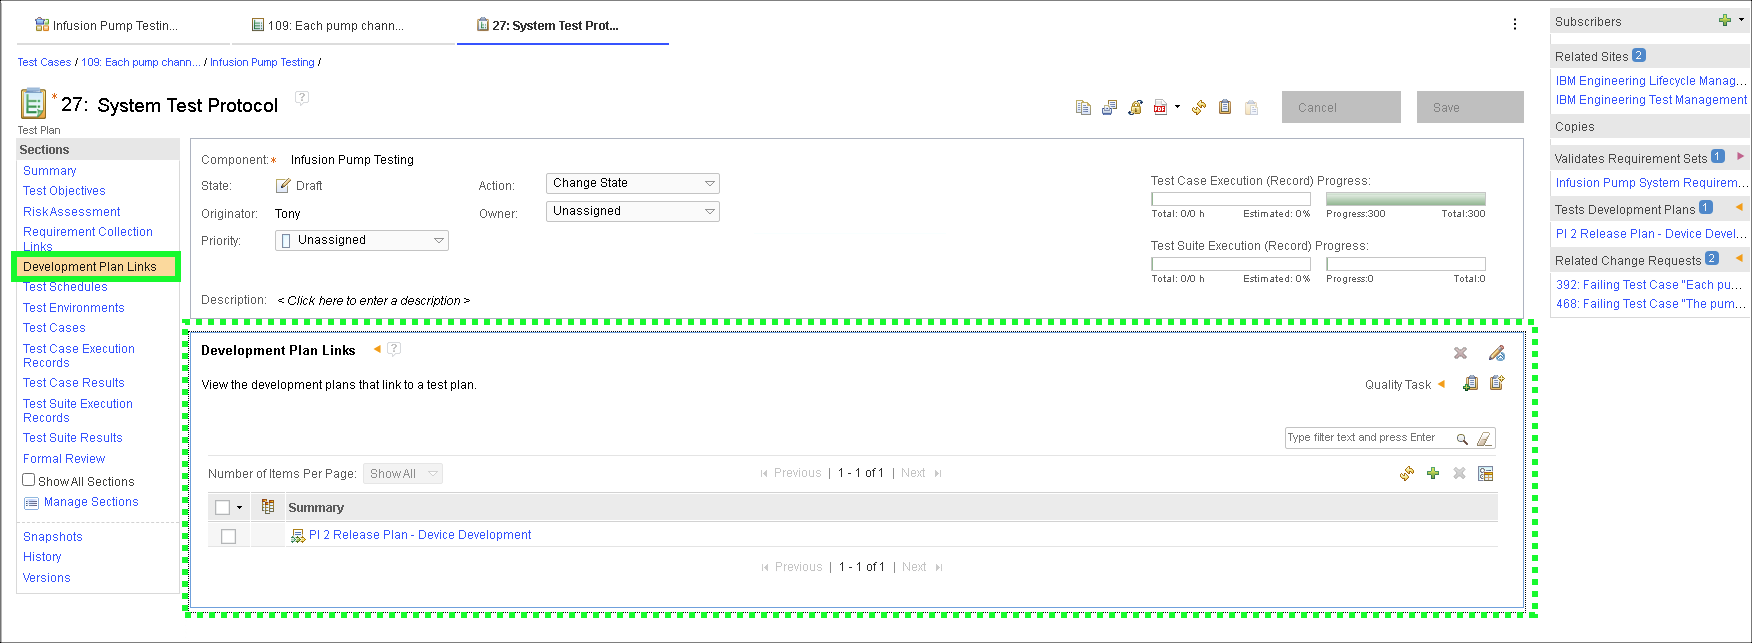 Infusion Pump Testin...
109: Each pump chann...
27: System Test Prot...
Test Cases / 109: Each pump chann... / Infusion Pump Testing /
* 27: System Test Protocol ?
PDF
Cancel
Save
Test Plan
Sections
Summary
Test Objectives
Risk Assessment
Requirement Collection
Links
Development Plan Links
Test Schedules
Test Environments
Test Cases
Test Case Execution
Records
Test Case Results
Test Suite Execution
Records
Test Suite Results
Formal Review
Show All Sections
Manage Sections
Snapshots
History
Versions
Component:* Infusion Pump Testing
State: Draft
Action: Change State
Originator: Tony
Owner: Unassigned
Priority: Unassigned
Description: < Click here to enter a description >
Test Case Execution (Record) Progress:
Total: 0/0 h Estimated: 0% Progress:300 Total:300
Test Suite Execution (Record) Progress:
Total: 0/0 h Estimated: 0% Progress:0 Total:0
Development Plan Links ?
View the development plans that link to a test plan.
Quality Task
Type filter text and press Enter
Number of Items Per Page: Show All
Previous | 1 - 1 of 1 | Next
Summary
PI 2 Release Plan - Device Development
Previous | 1 - 1 of 1 | Next
Subscribers
Related Sites 2
IBM Engineering Lifecycle Manag...
IBM Engineering Test Management
Copies
Validates Requirement Sets 1
Infusion Pump System Requirem...
Tests Development Plans 1
PI 2 Release Plan - Device Devel...
Related Change Requests 2
392: Failing Test Case "Each pu...
468: Failing Test Case "The pum...